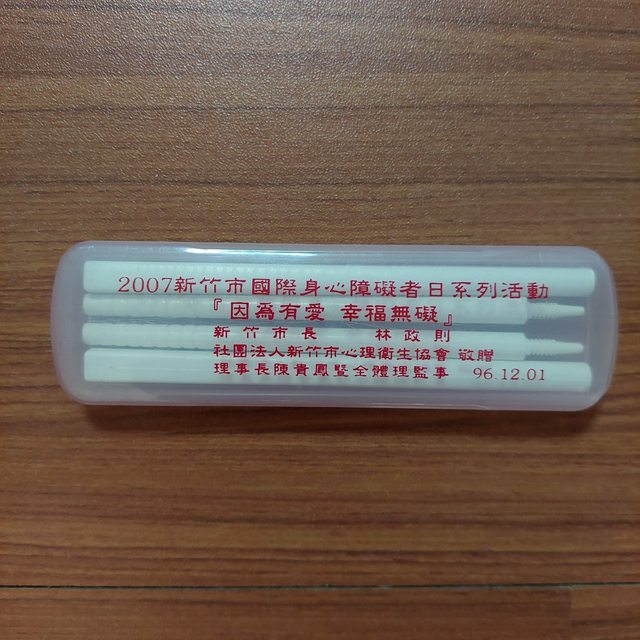 2007新竹市國際身心障礙者日系列活動
『因為有愛 幸福無礙』
新竹市長 林政則
社團法人新竹市心理衛生協會 敬贈
理事長陳貴鳳暨全體理監事 96.12.01